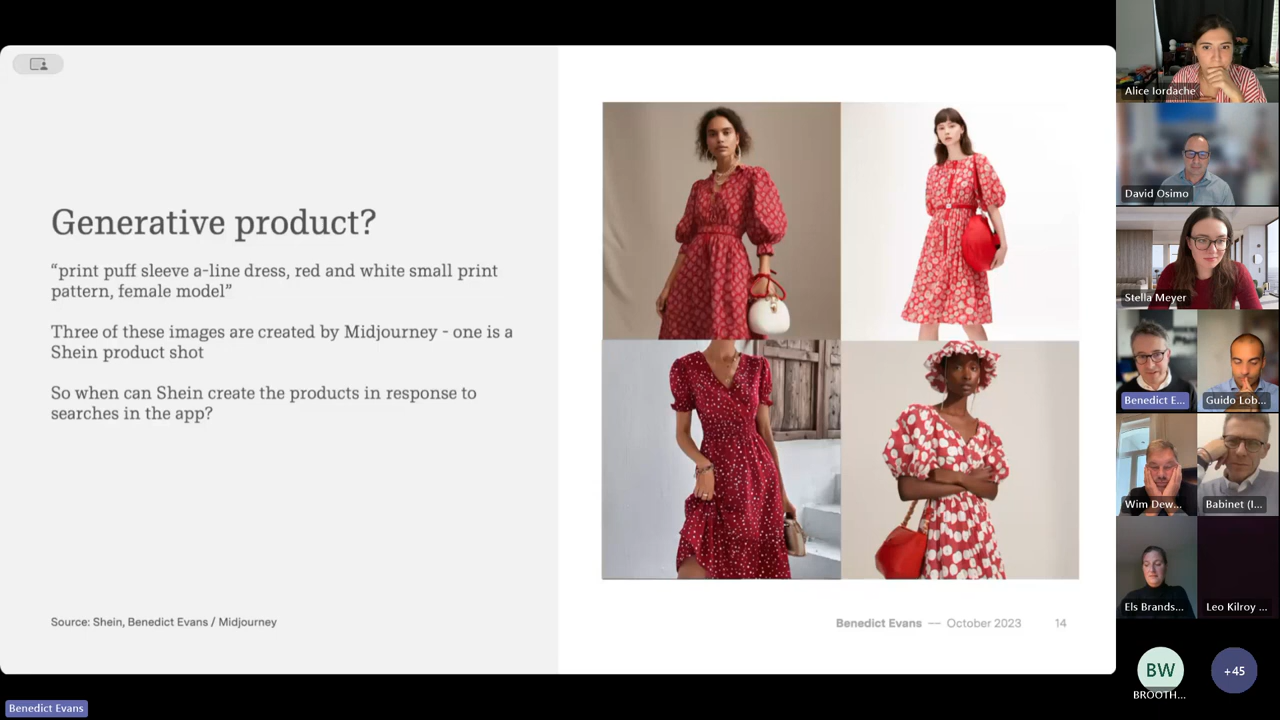 Generative product?
“print puff sleeve a-line dress, red and white small print
pattern, female model”
Three of these images are created by Midjourney - one is a
Shein product shot
So when can Shein create the products in response to
searches in the app?
Source: Shein, Benedict Evans / Midjourney
Benedict Evans — October 2023 14
Benedict Evans
Alice Iordache
David Osimo
Stella Meyer
Benedict E...
Guido Lob...
Wim Dew...
Babinet (I...
Els Brands...
Leo Kilroy ...
BW
BROOTH...
+45